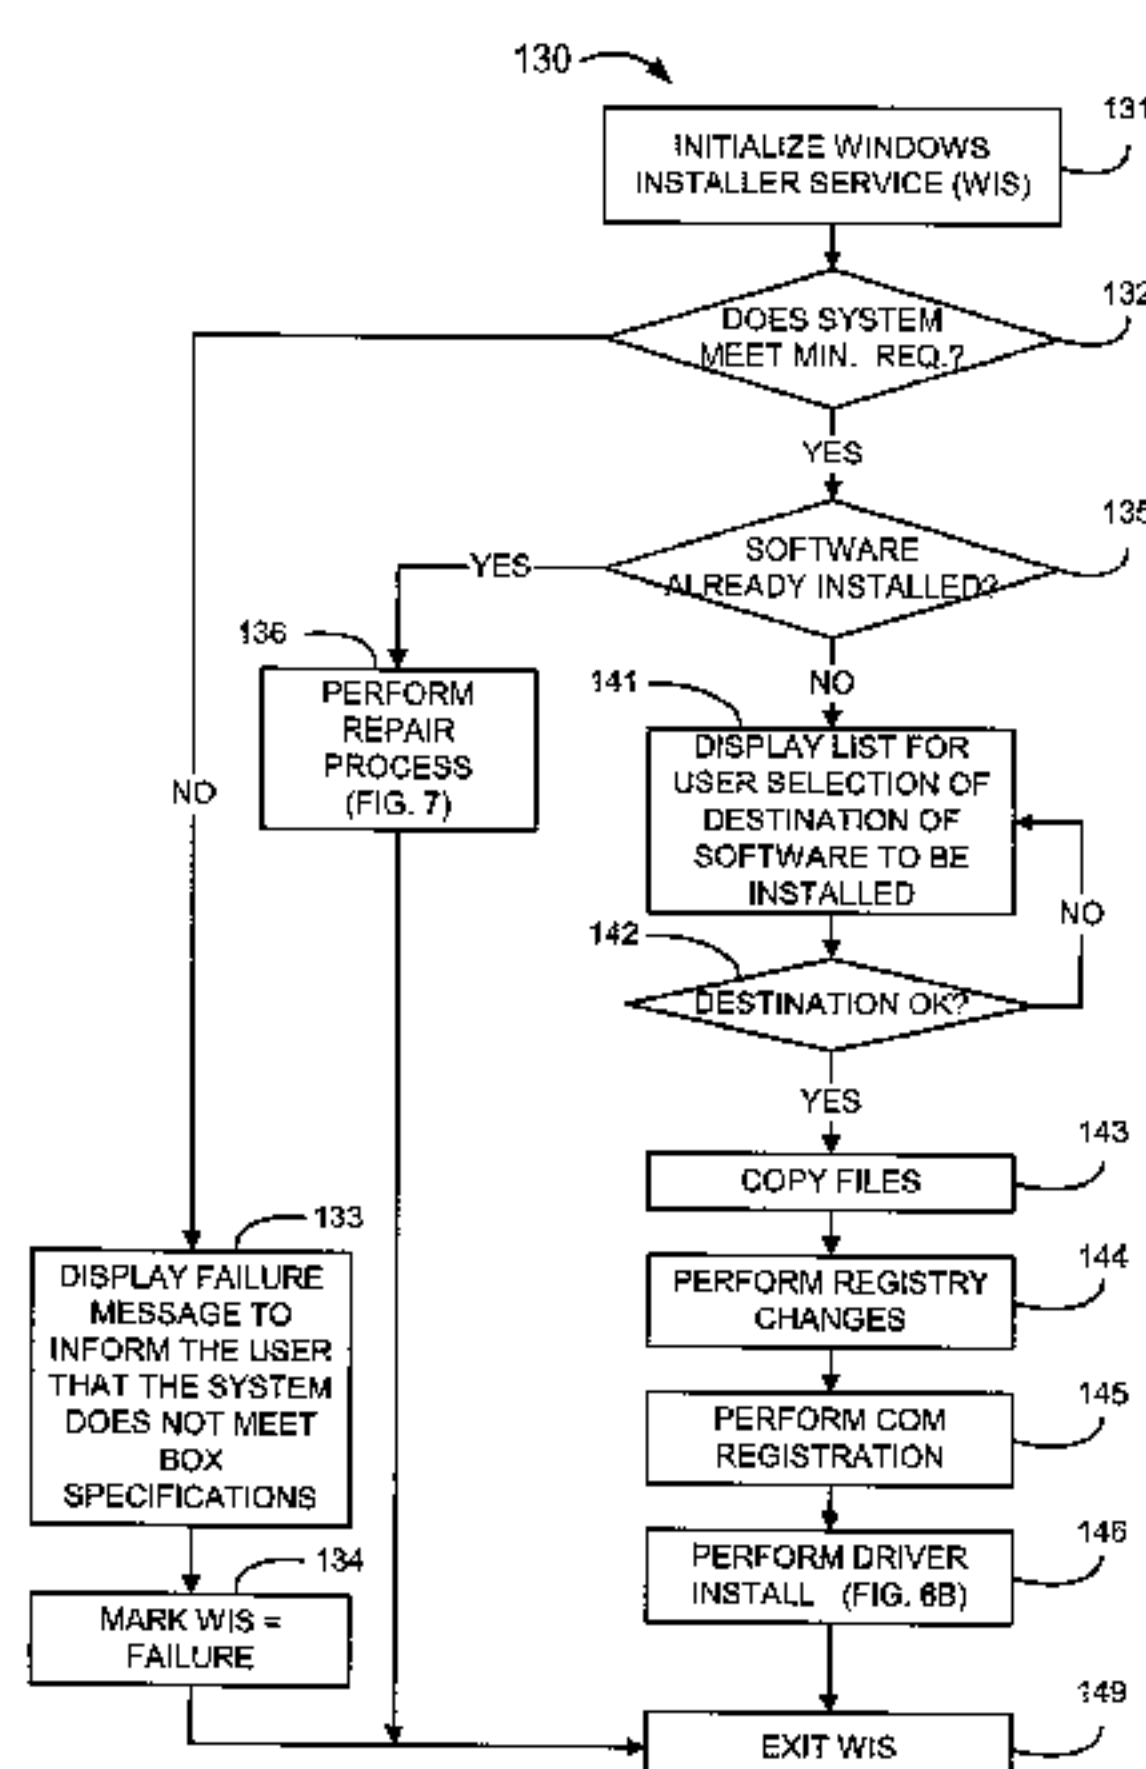 130
131
INITIALIZE WINDOWS
INSTALLER SERVICE (WIS)
132
DOES SYSTEM
MEET MIN. REQ.?
YES
135
SOFTWARE
ALREADY INSTALLED?
YES
136
PERFORM
REPAIR
PROCESS
(FIG. 7)
NO
141
DISPLAY LIST FOR
USER SELECTION OF
DESTINATION OF
SOFTWARE TO BE
INSTALLED
NO
NO
142
DESTINATION OK?
YES
143
COPY FILES
133
DISPLAY FAILURE
MESSAGE TO
INFORM THE USER
THAT THE SYSTEM
DOES NOT MEET
BOX
SPECIFICATIONS
144
PERFORM REGISTRY
CHANGES
145
PERFORM COM
REGISTRATION
146
PERFORM DRIVER
INSTALL (FIG. 6B)
134
MARK WIS =
FAILURE
149
EXIT WIS